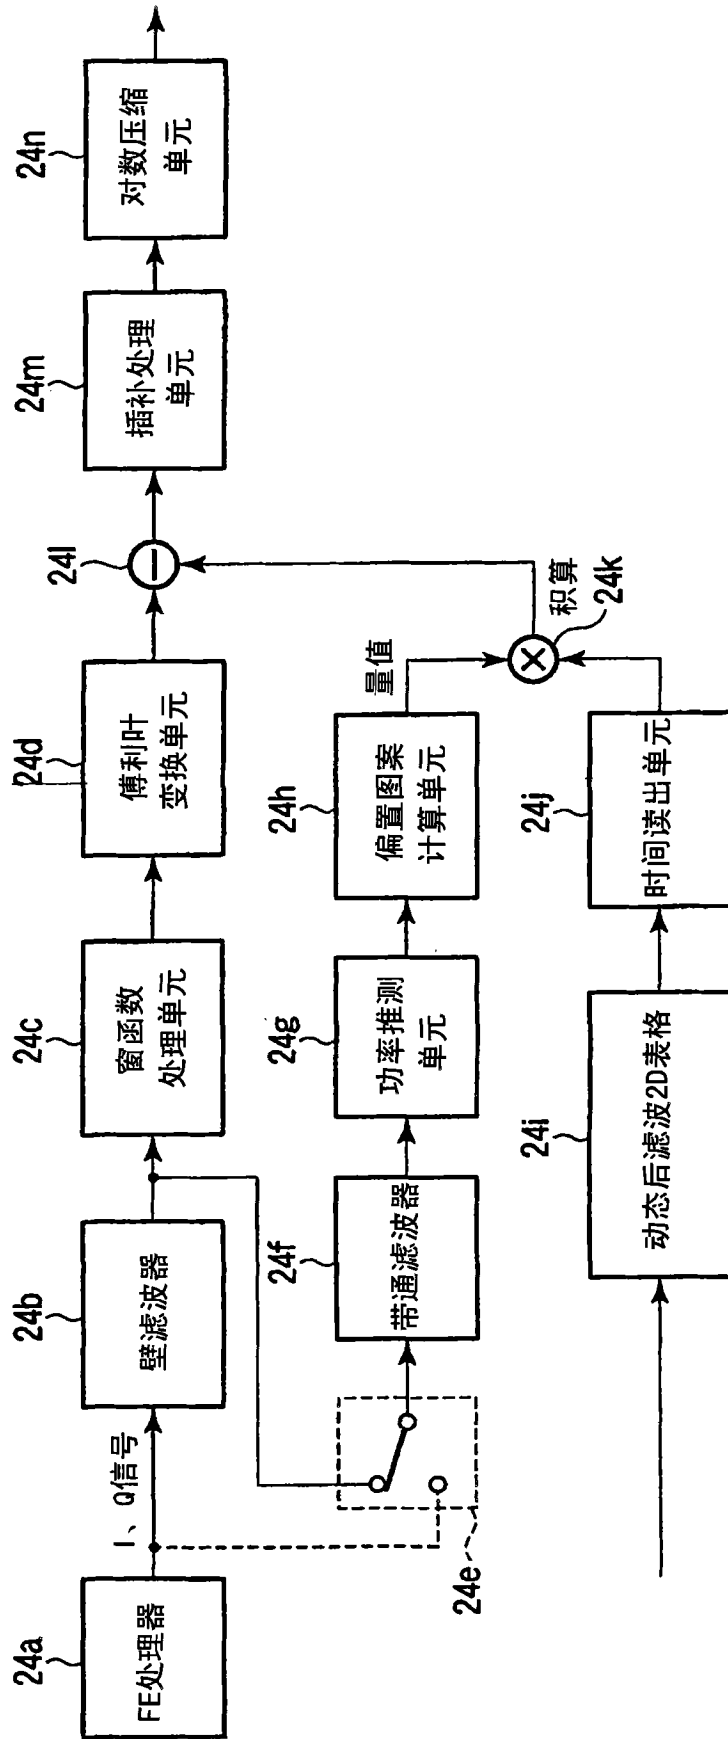 24a
FE处理器
I、Q信号
24b
壁滤波器
24c
窗函数
处理单元
24d
傅利叶
变换单元
24l
24m
插补处理
单元
24n
对数压缩
单元
24e
24f
带通滤波器
24g
功率推测
单元
24h
偏置图案
计算单元
量值
积算
24k
24i
动态后滤波2D表格
24j
时间读出单元